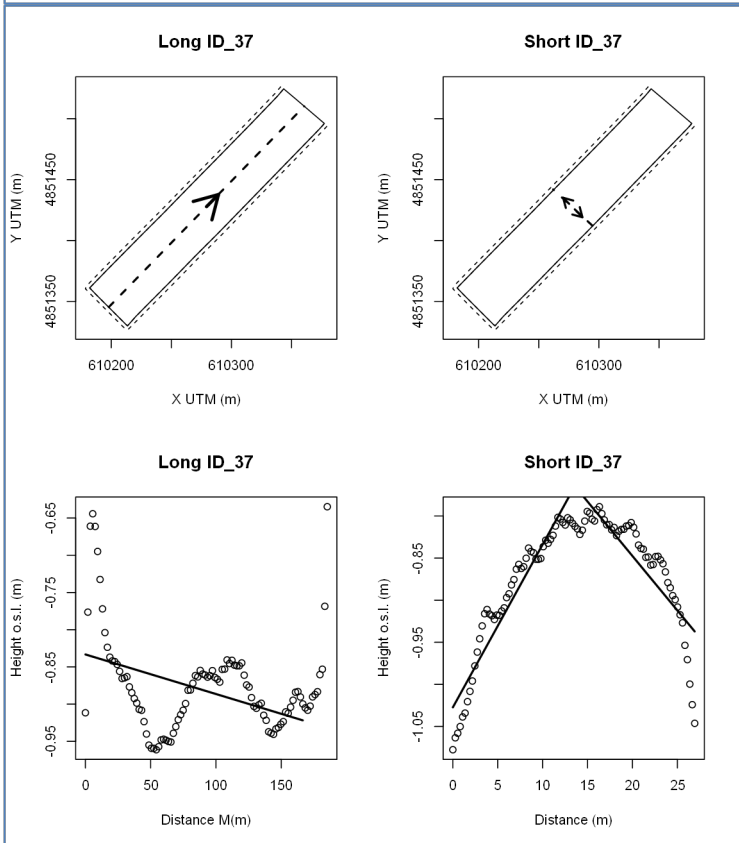 Long ID_37
Short ID_37
Y UTM (m)
4851450
4851350
610200
610300
X UTM (m)
Y UTM (m)
4851450
4851350
610200
610300
X UTM (m)
Long ID_37
Short ID_37
Height o.s.l. (m)
-0.65
-0.75
-0.85
-0.95
0
50
100
150
Distance M(m)
Height o.s.l. (m)
-0.85
-0.95
-1.05
0
5
10
15
20
25
Distance (m)